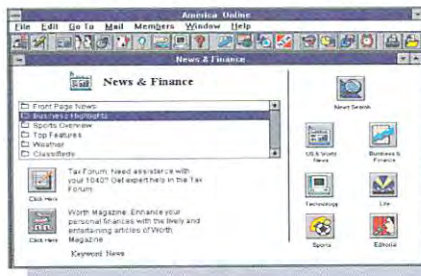 America Online
File Edit Go To Mail Members Window Help
News & Finance
News & Finance
Front Page News
Business Highlights
Sports Overview
Top Features
Weather
Classifieds
Click Here
Tax Forum: Need assistance with
your 1040? Get expert help in the Tax
Forum
Click Here
Worth Magazine: Enhance your
personal finances with the lively and
entertaining articles of Worth
Magazine
Keyword: News
News Search
US & World
News
Business &
Finance
Technology
Life
Sports
Editorial